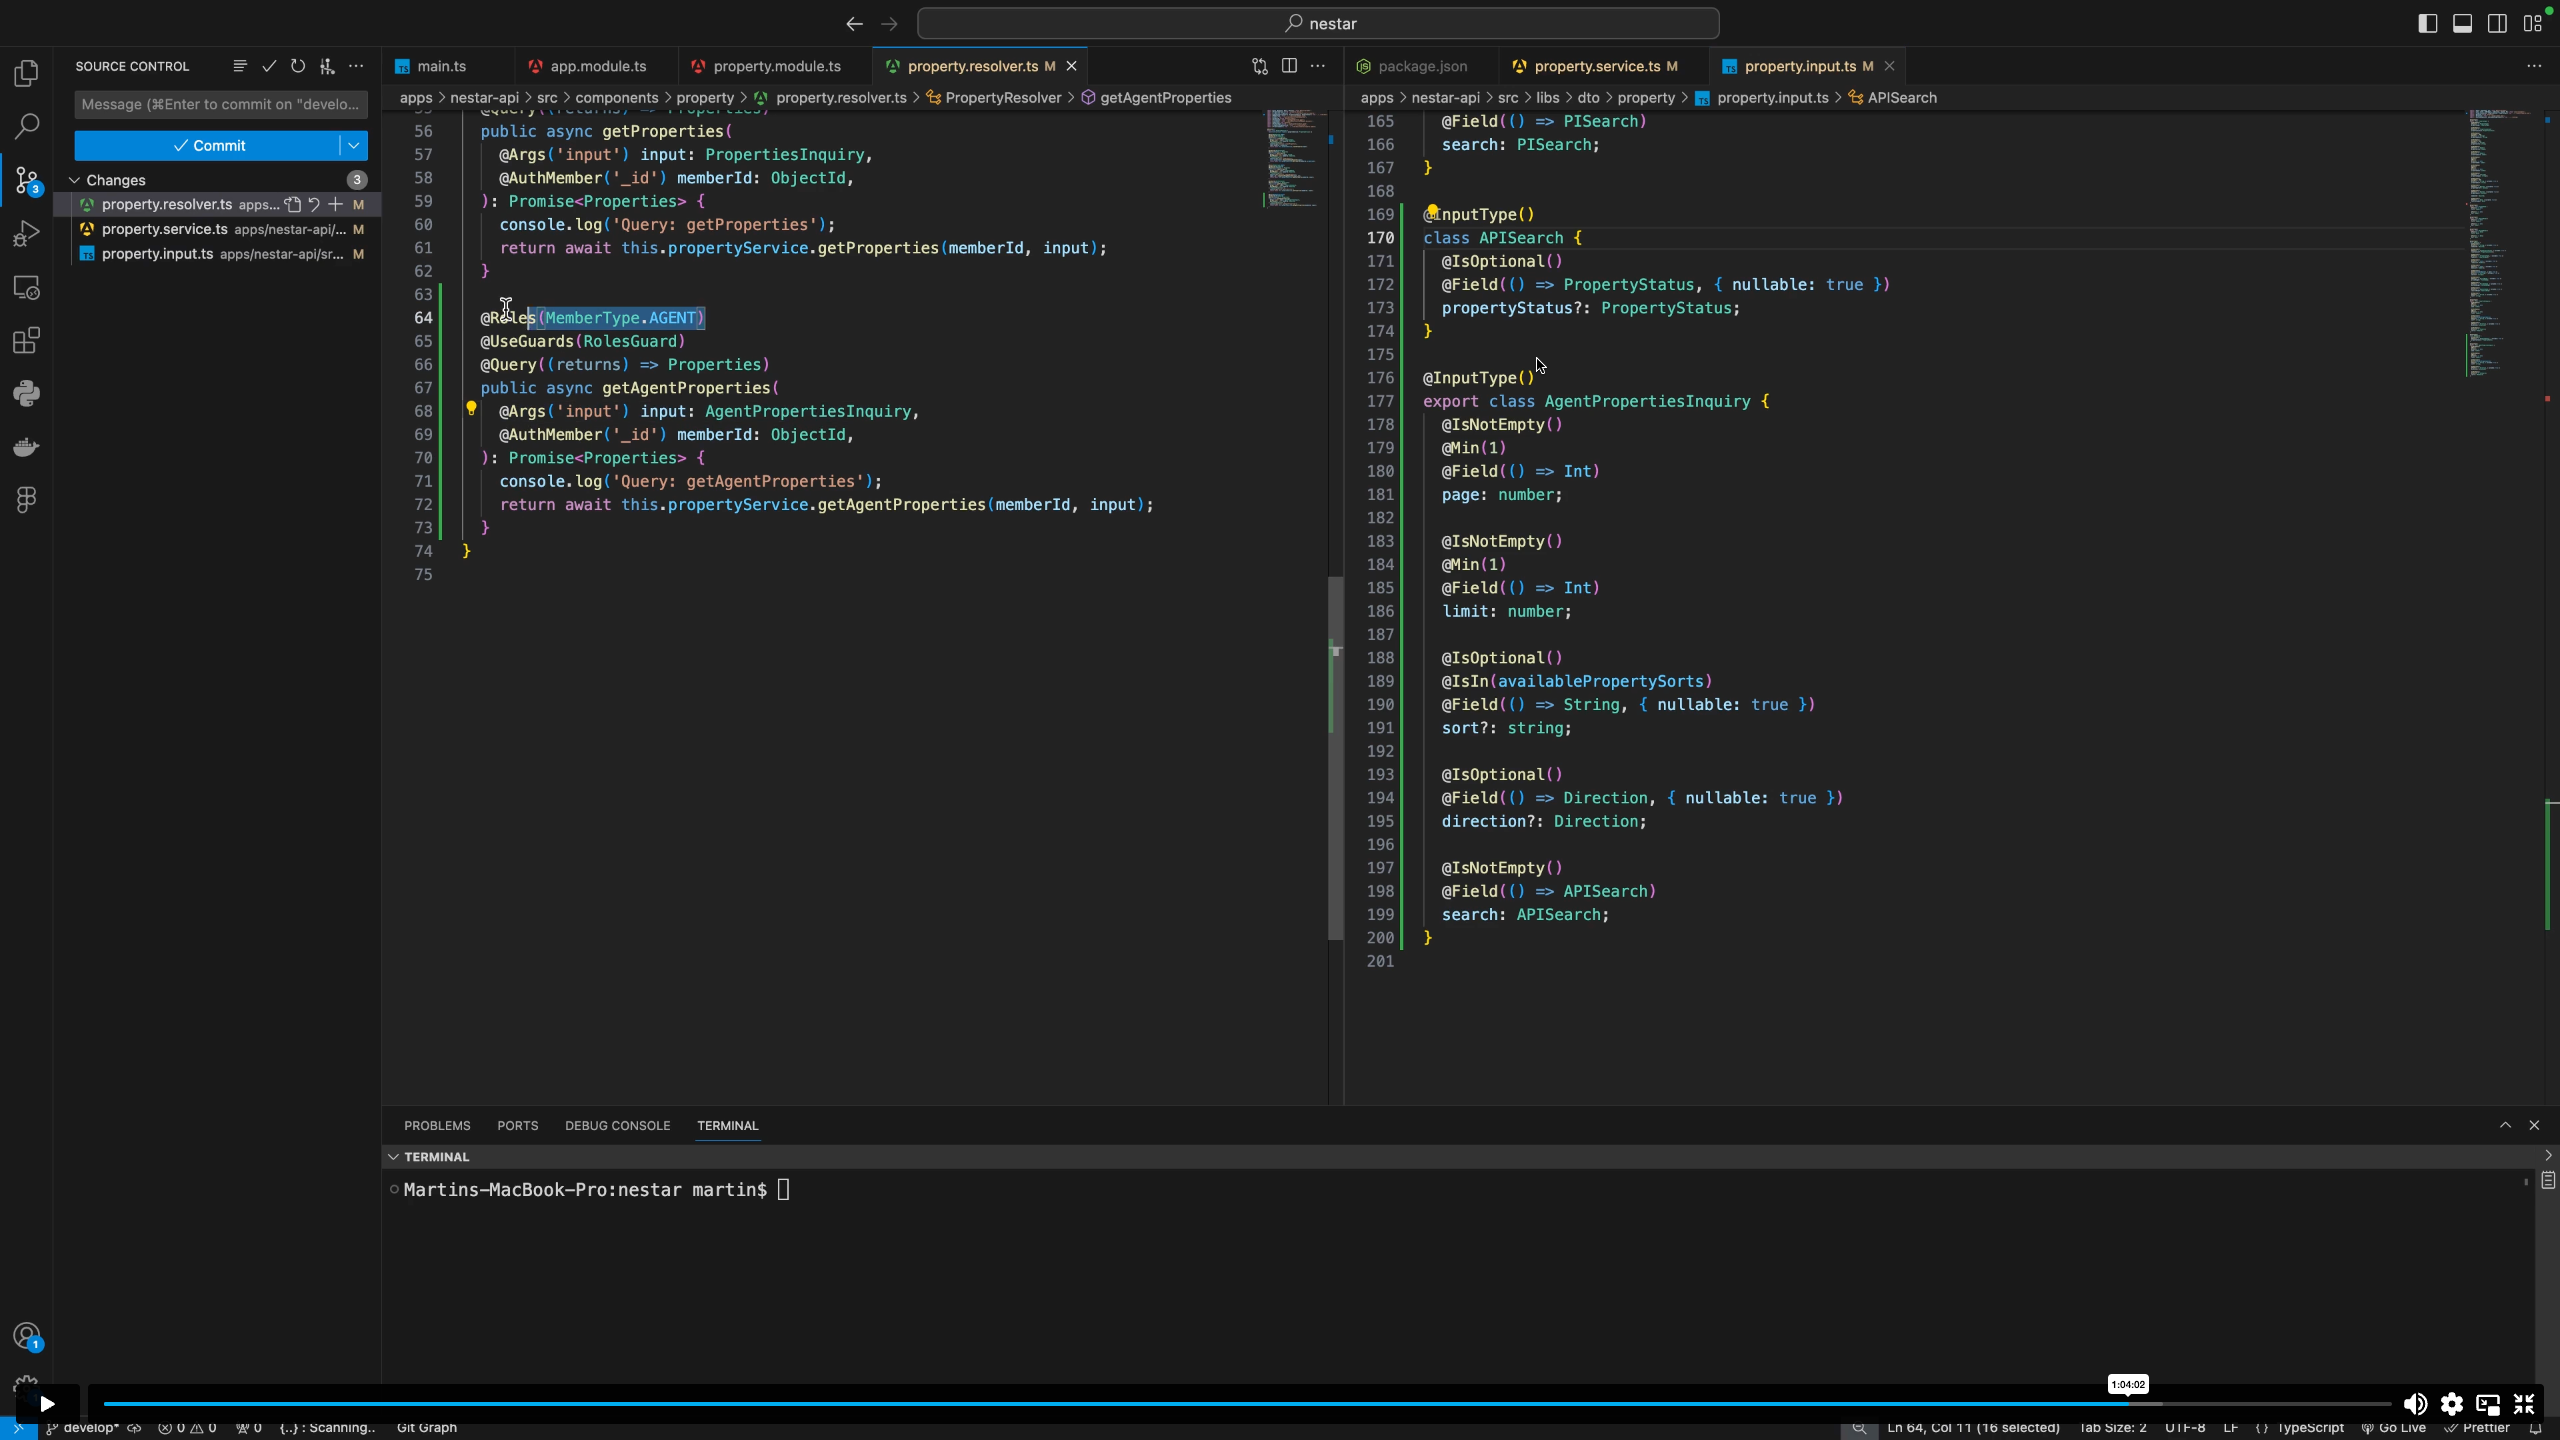 nestar
SOURCE CONTROL
Message (⌘Enter to commit on "develo...
Commit
Changes 3
property.resolver.ts apps... M
property.service.ts apps/nestar-api/... M
property.input.ts apps/nestar-api/sr... M
3
1
main.ts
app.module.ts
property.module.ts
property.resolver.ts M
apps > nestar-api > src > components > property > property.resolver.ts > PropertyResolver > getAgentProperties
56 public async getProperties(
57 @Args('input') input: PropertiesInquiry,
58 @AuthMember('_id') memberId: ObjectId,
59 ): Promise<Properties> {
60 console.log('Query: getProperties');
61 return await this.propertyService.getProperties(memberId, input);
62 }
63
64 @Roles(MemberType.AGENT)
65 @UseGuards(RolesGuard)
66 @Query((returns) => Properties)
67 public async getAgentProperties(
68 @Args('input') input: AgentPropertiesInquiry,
69 @AuthMember('_id') memberId: ObjectId,
70 ): Promise<Properties> {
71 console.log('Query: getAgentProperties');
72 return await this.propertyService.getAgentProperties(memberId, input);
73 }
74 }
75
package.json
property.service.ts M
property.input.ts M
apps > nestar-api > src > libs > dto > property > property.input.ts > APISearch
165 @Field(() => PISearch)
166 search: PISearch;
167 }
168
169 @InputType()
170 class APISearch {
171 @IsOptional()
172 @Field(() => PropertyStatus, { nullable: true })
173 propertyStatus?: PropertyStatus;
174 }
175
176 @InputType()
177 export class AgentPropertiesInquiry {
178 @IsNotEmpty()
179 @Min(1)
180 @Field(() => Int)
181 page: number;
182
183 @IsNotEmpty()
184 @Min(1)
185 @Field(() => Int)
186 limit: number;
187
188 @IsOptional()
189 @IsIn(availablePropertySorts)
190 @Field(() => String, { nullable: true })
191 sort?: string;
192
193 @IsOptional()
194 @Field(() => Direction, { nullable: true })
195 direction?: Direction;
196
197 @IsNotEmpty()
198 @Field(() => APISearch)
199 search: APISearch;
200 }
201
PROBLEMS PORTS DEBUG CONSOLE TERMINAL
TERMINAL
Martins-MacBook-Pro:nestar martin$
1:04:02
develop* 0 0 0 {..} : Scanning.. Git Graph Ln 64, Col 11 (16 selected) Tab Size: 2 UTF-8 LF {} TypeScript Go Live Prettier